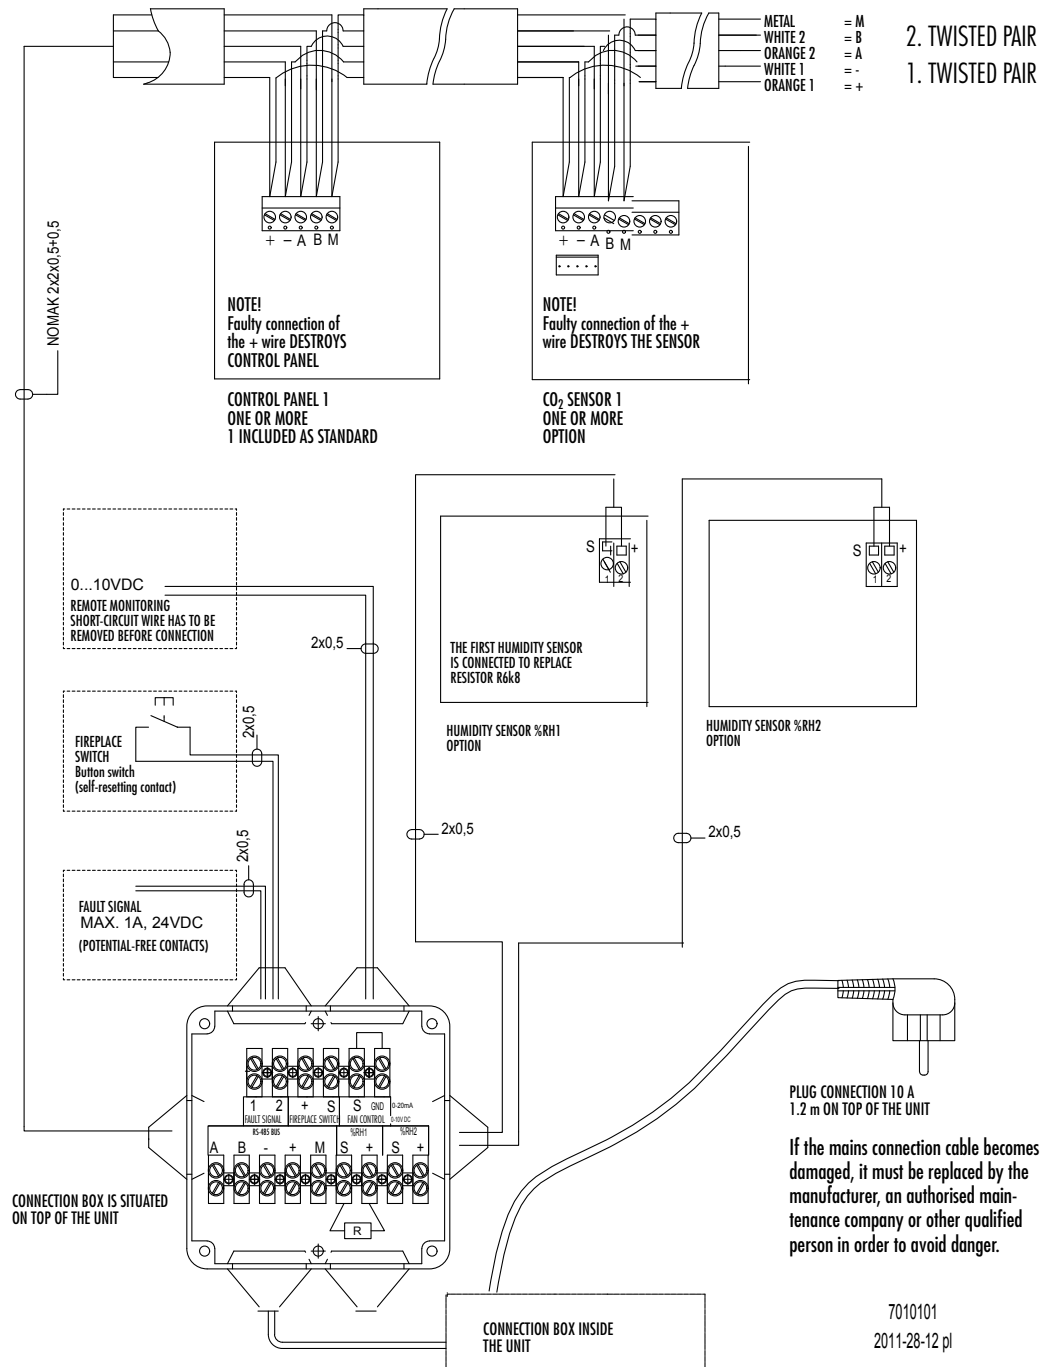 METAL = M
WHITE 2 = B
ORANGE 2 = A
WHITE 1 = -
ORANGE 1 = +
2. TWISTED PAIR
1. TWISTED PAIR
NOMAK 2x2x0,5+0,5
+ – A B M
NOTE!
Faulty connection of
the + wire DESTROYS
CONTROL PANEL
CONTROL PANEL 1
ONE OR MORE
1 INCLUDED AS STANDARD
+ – A B M
NOTE!
Faulty connection of the +
wire DESTROYS THE SENSOR
CO₂ SENSOR 1
ONE OR MORE
OPTION
0...10VDC
REMOTE MONITORING
SHORT-CIRCUIT WIRE HAS TO BE
REMOVED BEFORE CONNECTION
2x0,5
S +
1 2
THE FIRST HUMIDITY SENSOR
IS CONNECTED TO REPLACE
RESISTOR R6k8
HUMIDITY SENSOR %RH1
OPTION
S +
1 2
HUMIDITY SENSOR %RH2
OPTION
FIREPLACE
SWITCH
Button switch
(self-resetting contact)
2x0,5
2x0,5
2x0,5
2x0,5
FAULT SIGNAL
MAX. 1A, 24VDC
(POTENTIAL-FREE CONTACTS)
1 2 + S S GND 0-20mA
FAULT SIGNAL FIREPLACE SWITCH FAN CONTROL 0-10V DC
RS-485 BUS %RH1 %RH2
A B - + M S + S +
R
CONNECTION BOX IS SITUATED
ON TOP OF THE UNIT
CONNECTION BOX INSIDE
THE UNIT
PLUG CONNECTION 10 A
1.2 m ON TOP OF THE UNIT
If the mains connection cable becomes
damaged, it must be replaced by the
manufacturer, an authorised main-
tenance company or other qualified
person in order to avoid danger.
7010101
2011-28-12 pl